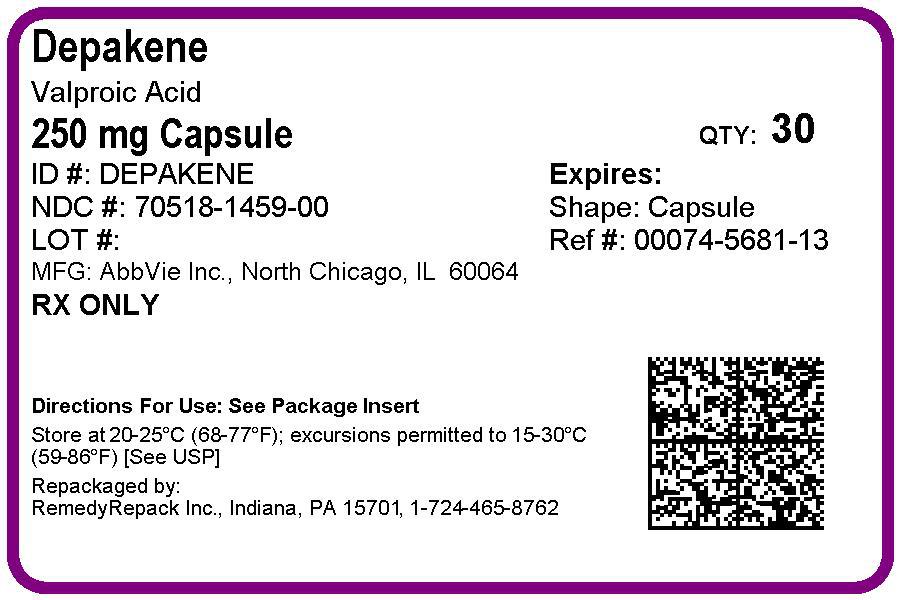 Depakene
Valproic Acid
250 mg Capsule
QTY: 30
ID #: DEPAKENE
Expires:
NDC #: 70518-1459-00
Shape: Capsule
LOT #:
Ref #: 00074-5681-13
MFG: AbbVie Inc., North Chicago, IL  60064
RX ONLY
Directions For Use: See Package Insert
Store at 20-25°C (68-77°F); excursions permitted to 15-30°C
(59-86°F) [See USP]
Repackaged by:
RemedyRepack Inc., Indiana, PA 15701, 1-724-465-8762